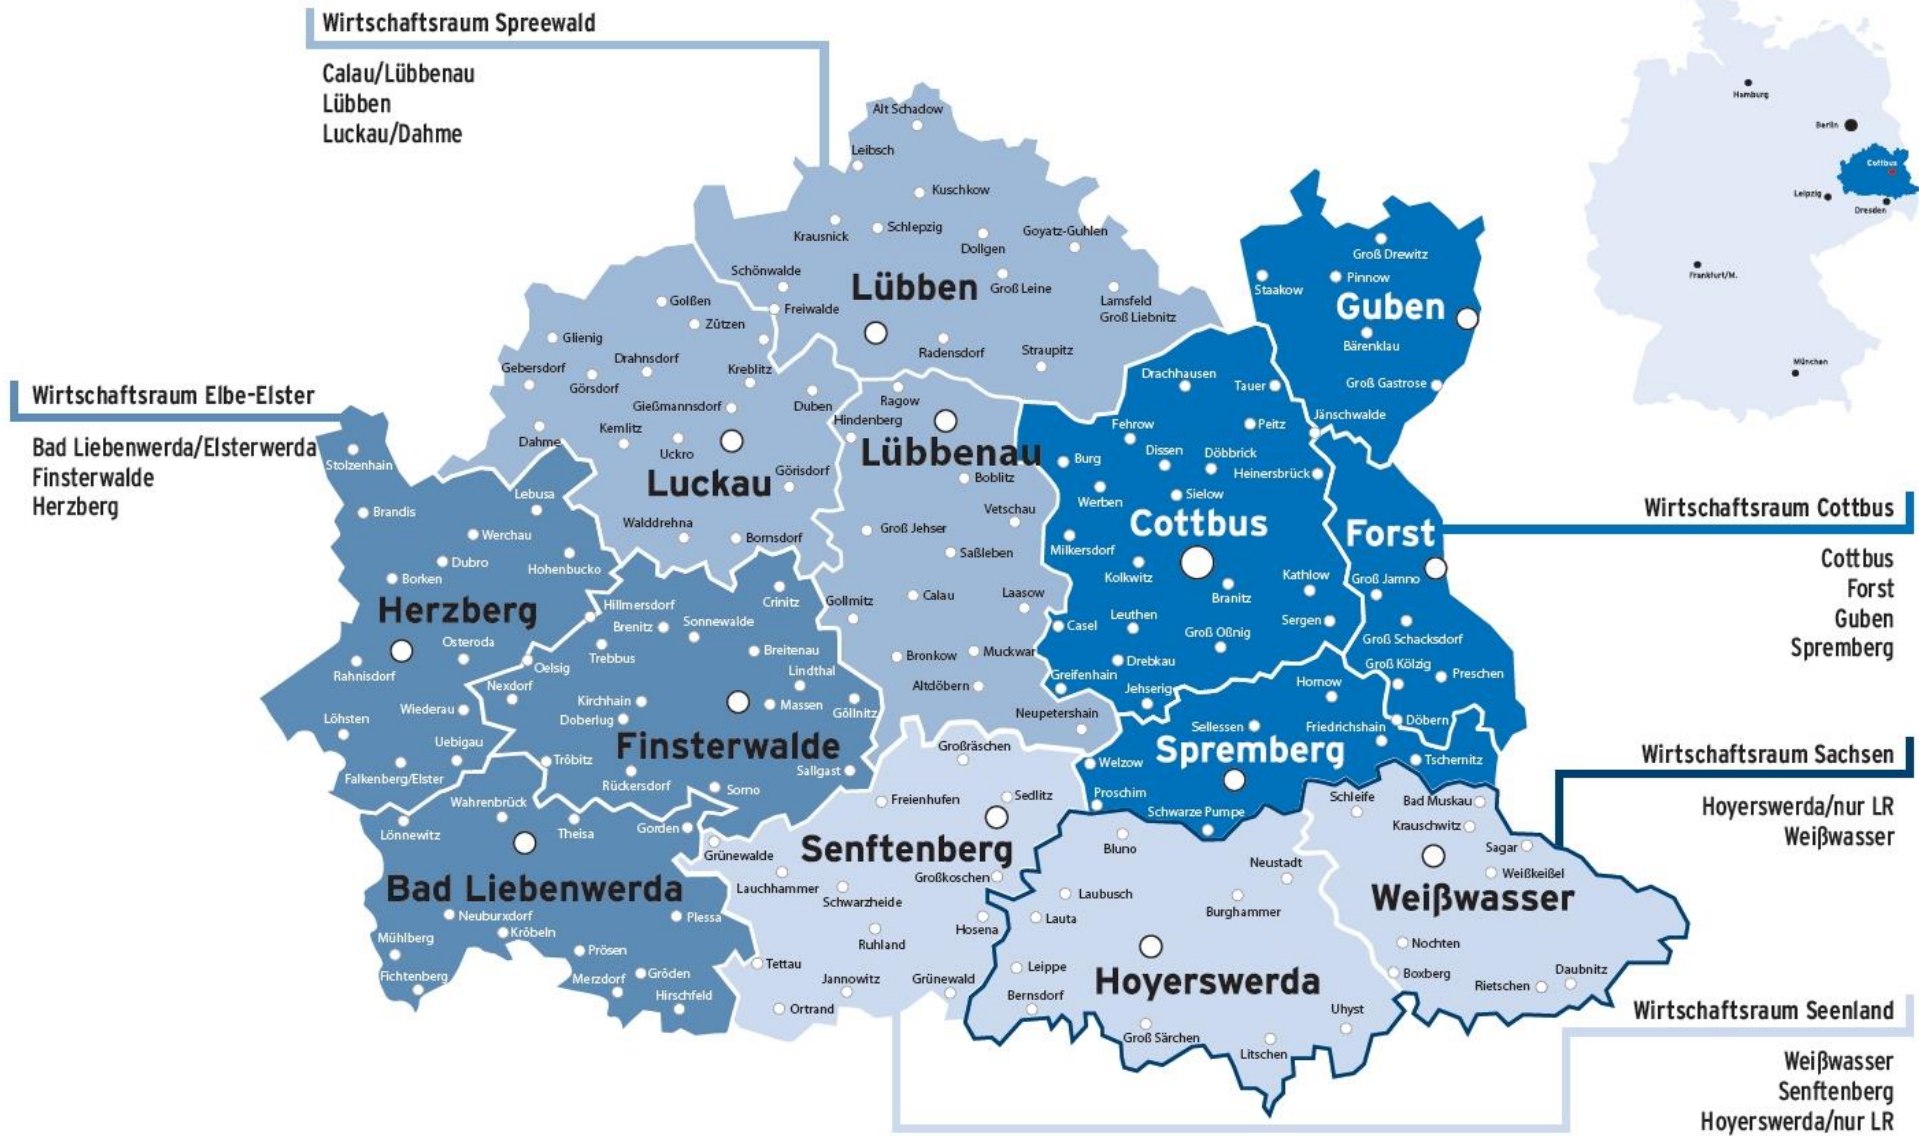 Wirtschaftsraum Spreewald
Calau/Lübbenau
Lübben
Luckau/Dahme
Wirtschaftsraum Elbe-Elster
Bad Liebenwerda/Elsterwerda
Finsterwalde
Herzberg
Wirtschaftsraum Cottbus
Cottbus
Forst
Guben
Spremberg
Wirtschaftsraum Sachsen
Hoyerswerda/nur LR
Weißwasser
Wirtschaftsraum Seenland
Weißwasser
Senftenberg
Hoyerswerda/nur LR
Hamburg
Berlin
Cottbus
Leipzig
Dresden
Frankfurt/M.
München
Alt Schadow
Leibsch
Kuschkow
Krausnick
Schlepzig
Dollgen
Goyatz-Guhlen
Schönwalde
Lübben
Groß Leine
Freiwalde
Lamsfeld
Groß Liebnitz
Radensdorf
Straupitz
Golßen
Zützen
Glienig
Drahnsdorf
Gebersdorf
Görsdorf
Kreblitz
Gießmannsdorf
Duben
Kemlitz
Dahme
Uckro
Luckau
Görisdorf
Walddrehna
Bornsdorf
Ragow
Hindenberg
Lübbenau
Boblitz
Vetschau
Groß Jehser
Saßleben
Gollmitz
Calau
Laasow
Bronkow
Muckwar
Altdöbern
Neupetershain
Groß Drewitz
Staakow
Pinnow
Guben
Bärenklau
Groß Gastrose
Jänschwalde
Drachhausen
Tauer
Fehrow
Peitz
Burg
Dissen
Döbbrick
Heinersbrück
Werben
Sielow
Cottbus
Milkersdorf
Kolkwitz
Branitz
Kathlow
Leuthen
Casel
Groß Oßnig
Sergen
Drebkau
Greifenhain
Jehserig
Forst
Groß Jamno
Groß Schacksdorf
Groß Kölzig
Preschen
Döbern
Tschernitz
Hornow
Sellessen
Friedrichshain
Spremberg
Welzow
Proschim
Schwarze Pumpe
Stolzenhain
Lebusa
Brandis
Werchau
Dubro
Hohenbucko
Borken
Herzberg
Osteroda
Rahnisdorf
Wiederau
Löhsten
Uebigau
Falkenberg/Elster
Hillmersdorf
Crinitz
Brenitz
Sonnewalde
Trebbus
Breitenau
Oelsig
Lindthal
Nexdorf
Kirchhain
Massen
Göllnitz
Doberlug
Finsterwalde
Tröbitz
Rückersdorf
Sallgast
Sorno
Wahrenbrück
Lönnewitz
Theisa
Gorden
Bad Liebenwerda
Neuburxdorf
Plessa
Mühlberg
Kröbeln
Prösen
Fichtenberg
Merzdorf
Gröden
Hirschfeld
Großräschen
Freienhufen
Sedlitz
Senftenberg
Grünewalde
Lauchhammer
Großkoschen
Schwarzheide
Hosena
Ruhland
Tettau
Jannowitz
Grünewald
Ortrand
Bluno
Neustadt
Laubusch
Lauta
Burghammer
Leippe
Hoyerswerda
Bernsdorf
Uhyst
Groß Särchen
Litschen
Schleife
Bad Muskau
Krauschwitz
Sagar
Weißkeißel
Weißwasser
Nochten
Boxberg
Daubnitz
Rietschen